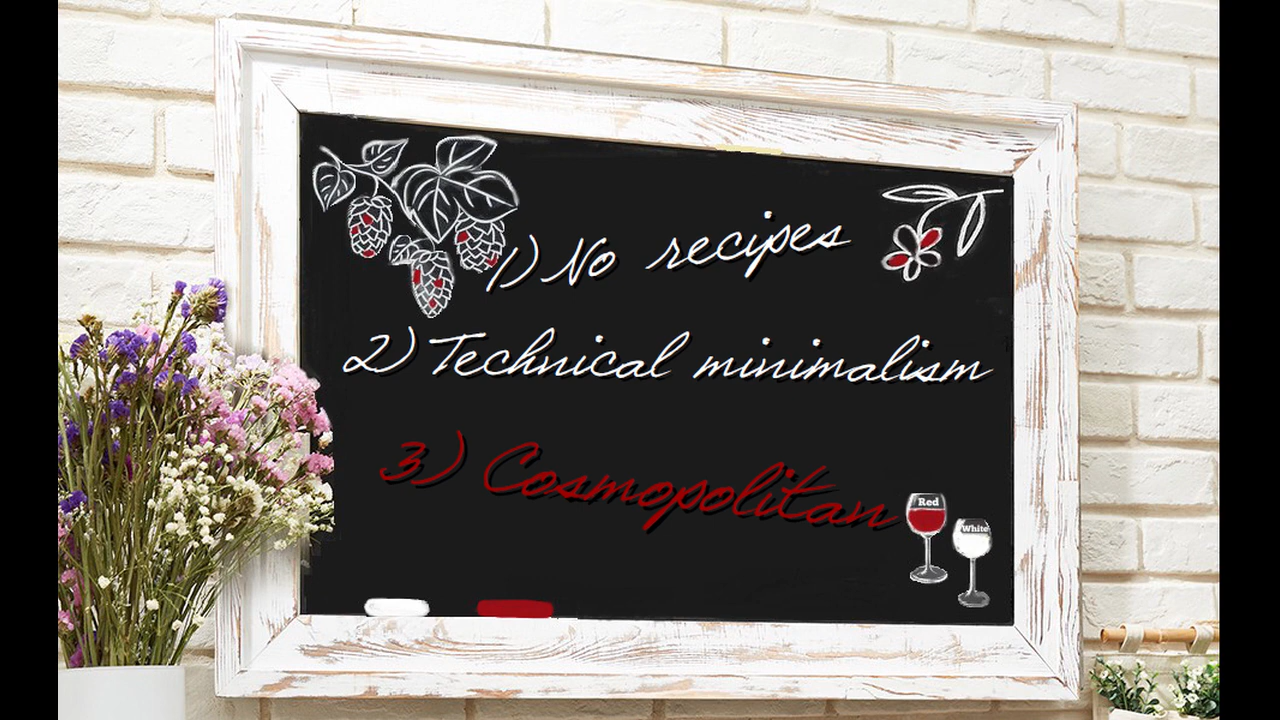 1) No recipes
2) Technical minimalism
3) Cosmopolitan
Red
White